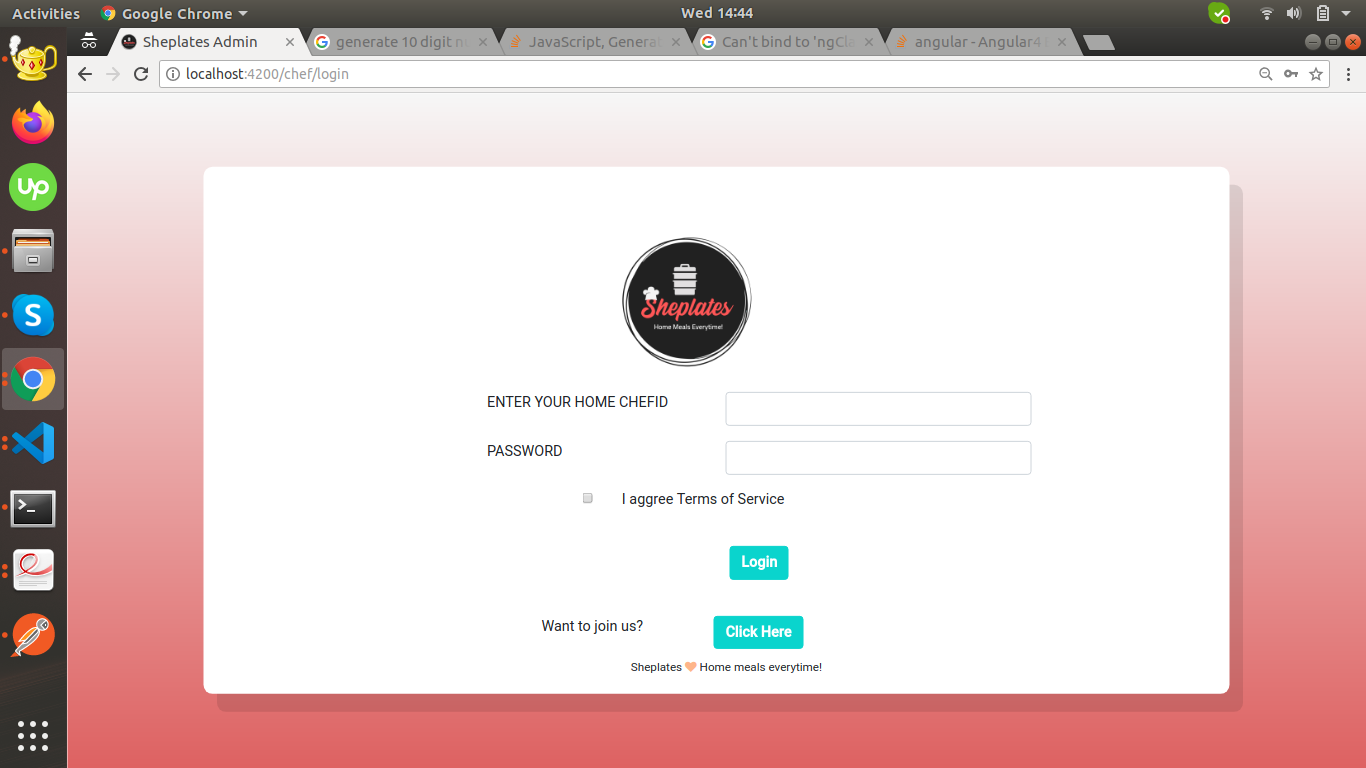 Activities
Google Chrome
Wed 14:44
Sheplates Admin
generate 10 digit
JavaScript, Generat
Can't bind to 'ngCla
angular - Angular4
localhost:4200/chef/login
up
S
Sheplates
Home Meals Everytime!
ENTER YOUR HOME CHEFID
PASSWORD
I aggree Terms of Service
Login
Want to join us?
Click Here
Sheplates 🧡 Home meals everytime!